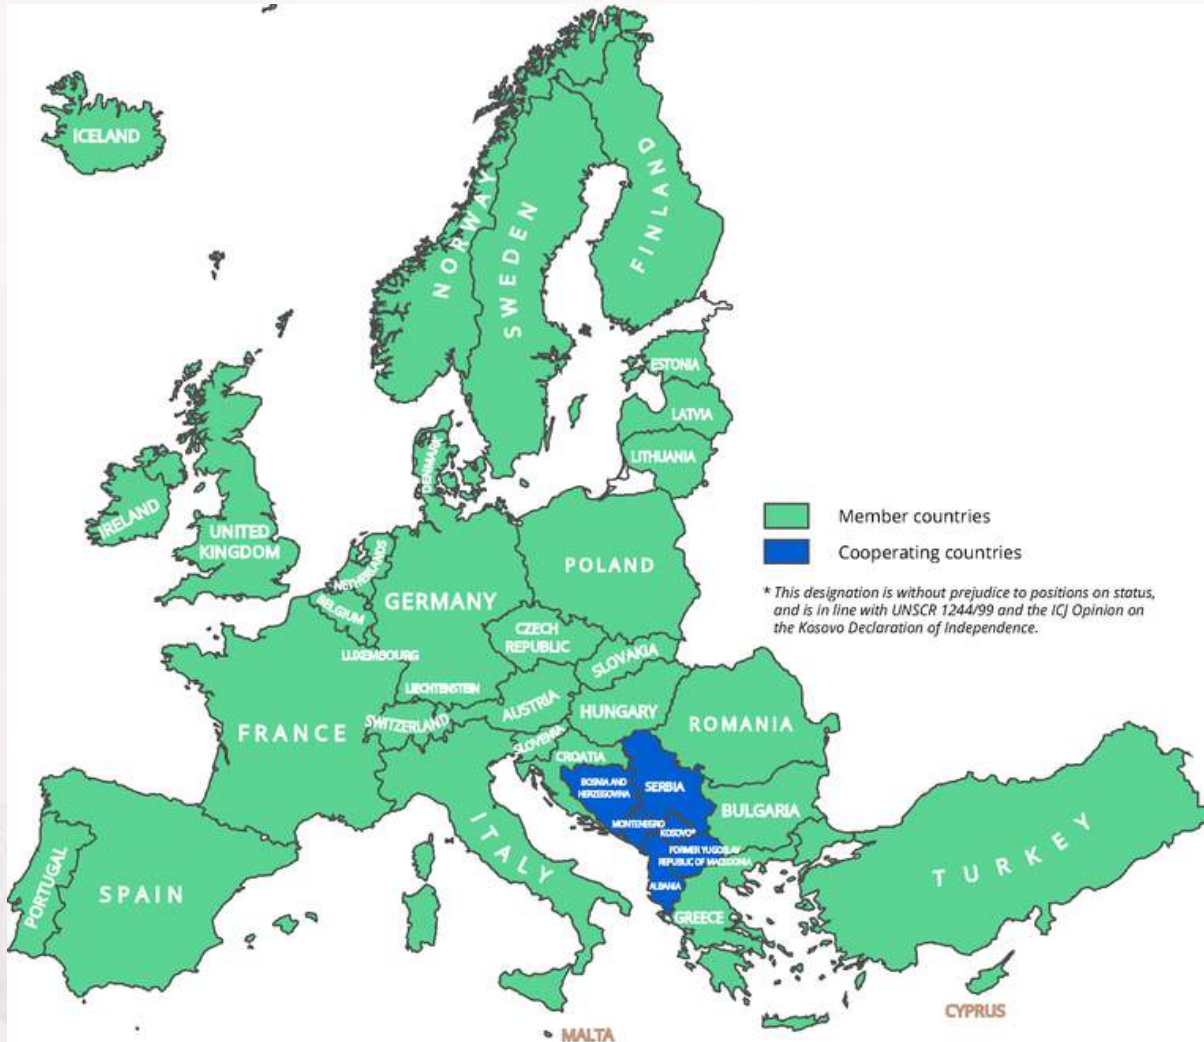 ICELAND
NORWAY
SWEDEN
FINLAND
ESTONIA
LATVIA
LITHUANIA
DENMARK
IRELAND
UNITED
KINGDOM
NETHERLANDS
BELGIUM
GERMANY
POLAND
Member countries
Cooperating countries
* This designation is without prejudice to positions on status,
and is in line with UNSCR 1244/99 and the ICJ Opinion on
the Kosovo Declaration of Independence.
CZECH
REPUBLIC
LUXEMBOURG
SLOVAKIA
LIECHTENSTEIN
AUSTRIA
HUNGARY
SWITZERLAND
FRANCE
ROMANIA
SLOVENIA
CROATIA
BOSNIA AND
HERZEGOVINA
SERBIA
BULGARIA
MONTENEGRO
KOSOVO*
FORMER YUGOSLAV
REPUBLIC OF MACEDONIA
ITALY
TURKEY
PORTUGAL
SPAIN
ALBANIA
GREECE
CYPRUS
MALTA